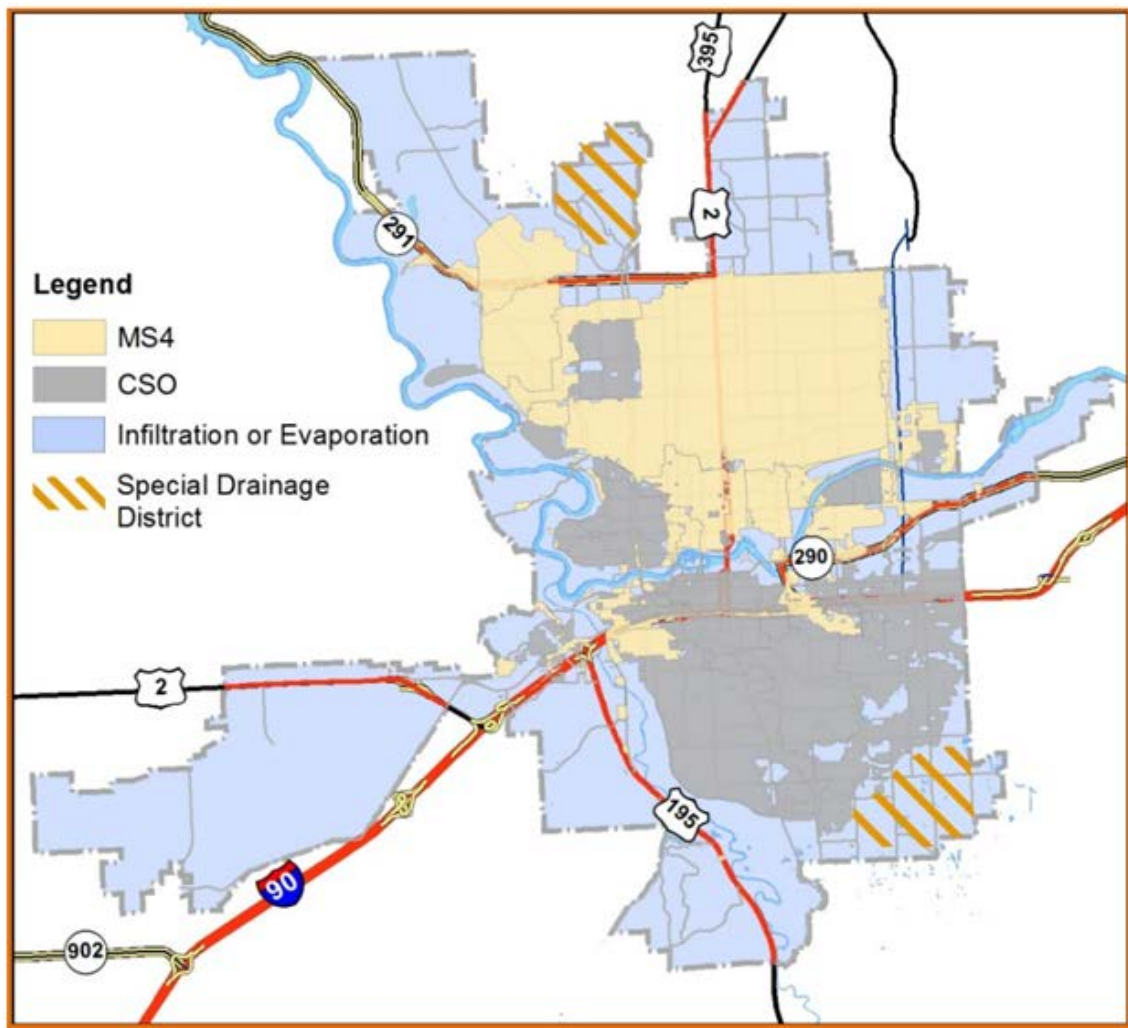 395
2
291
Legend
MS4
CSO
Infiltration or Evaporation
Special Drainage
District
290
2
195
90
902